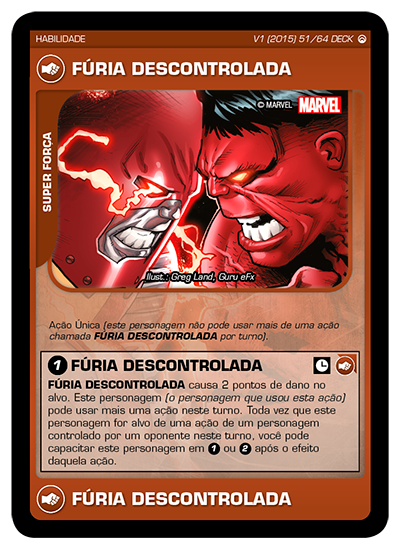 HABILIDADE V1 (2015) 51/64 DECK
FÚRIA DESCONTROLADA
© MARVEL MARVEL
SUPER FORÇA
Ilust.: Greg Land, Guru eFx
Ação Única (este personagem não pode usar mais de uma ação
chamada FÚRIA DESCONTROLADA por turno).
1 FÚRIA DESCONTROLADA
FÚRIA DESCONTROLADA causa 2 pontos de dano no
alvo. Este personagem (o personagem que usou esta ação)
pode usar mais uma ação neste turno. Toda vez que este
personagem for alvo de uma ação de um personagem
controlado por um oponente neste turno, você pode
capacitar este personagem em 1 ou 2 após o efeito
daquela ação.
FÚRIA DESCONTROLADA